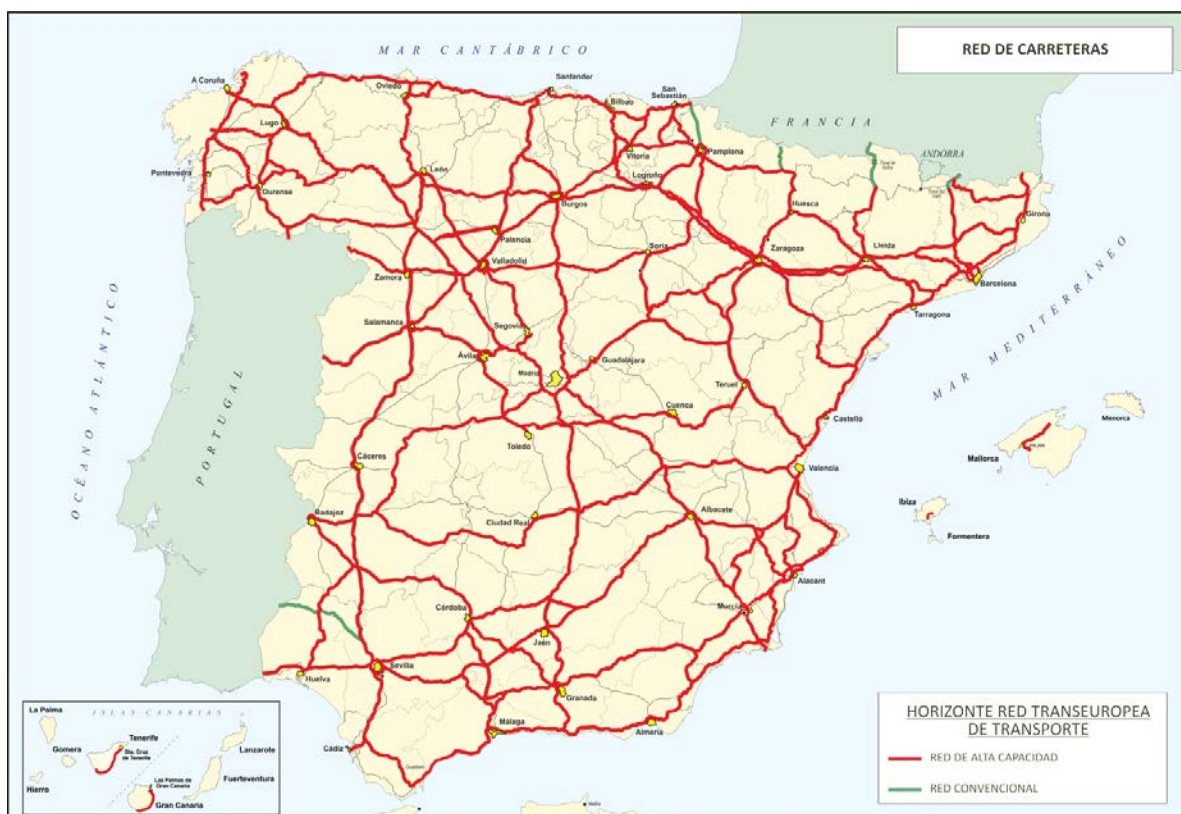 RED DE CARRETERAS
MAR CANTÁBRICO
A Coruña
Oviedo
Santander
Bilbao
San
Sebastián
FRANCIA
ANDORRA
Lugo
Pontevedra
Ourense
León
Vitoria
Pamplona
Logroño
Burgos
Huesca
Girona
Palencia
Soria
Zaragoza
Lleida
Valladolid
Zamora
Barcelona
Tarragona
Salamanca
Segovia
Ávila
Guadalajara
Madrid
Teruel
Cuenca
Castelló
MAR MEDITERRÁNEO
Menorca
Mallorca
Toledo
OCÉANO ATLÁNTICO
PORTUGAL
Cáceres
Valencia
Ibiza
Formentera
Badajoz
Ciudad Real
Albacete
Alacant
Murcia
Córdoba
Jaén
Sevilla
Huelva
Granada
Málaga
Almería
Cádiz
Melilla
ISLAS CANARIAS
La Palma
Tenerife
Sta. Cruz
de Tenerife
Gomera
Lanzarote
Fuerteventura
Hierro
Las Palmas de
Gran Canaria
Gran Canaria
HORIZONTE RED TRANSEUROPEA
DE TRANSPORTE
RED DE ALTA CAPACIDAD
RED CONVENCIONAL